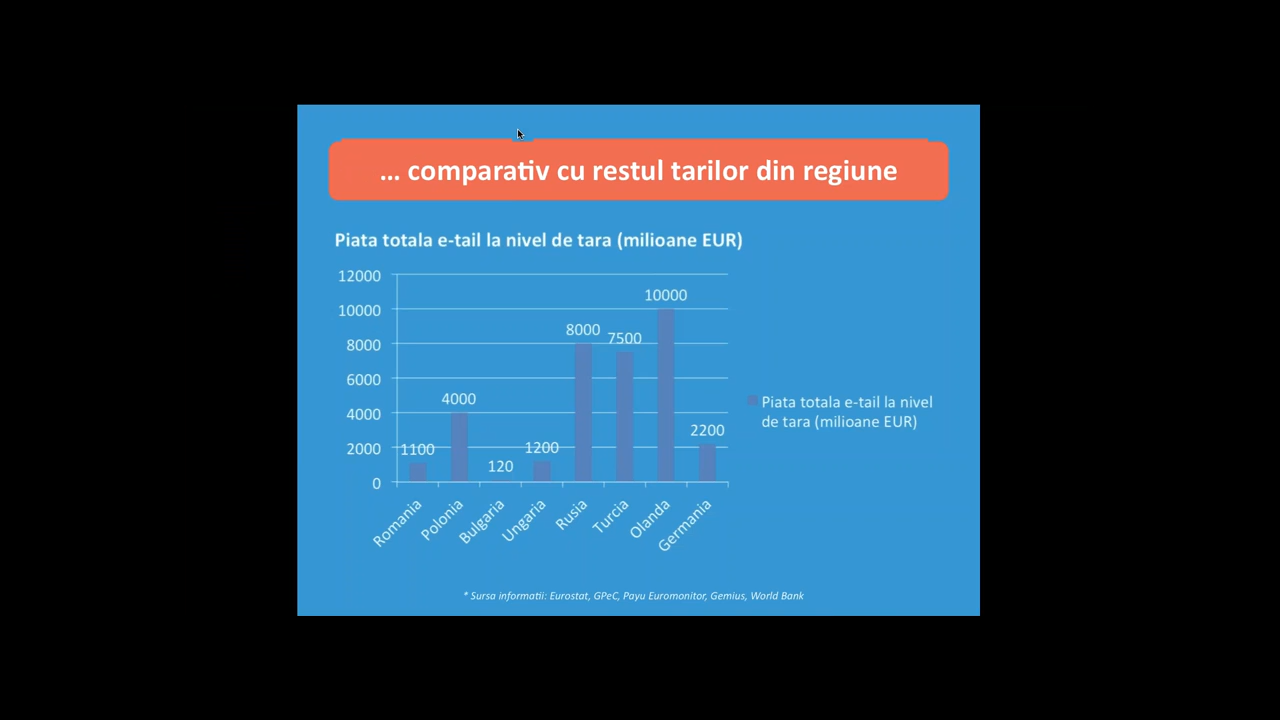 ... comparativ cu restul tarilor din regiune
Piata totala e-tail la nivel de tara (milioane EUR)
12000
10000
8000
6000
4000
2000
0
1100
4000
120
1200
8000
7500
10000
2200
Romania
Polonia
Bulgaria
Ungaria
Rusia
Turcia
Olanda
Germania
Piata totala e-tail la nivel
de tara (milioane EUR)
* Sursa informatii: Eurostat, GPeC, Payu Euromonitor, Gemius, World Bank